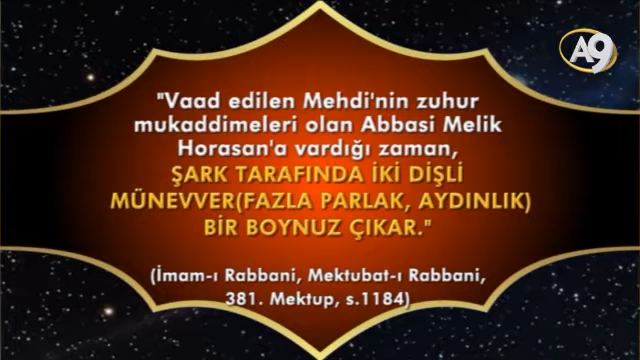 A9
"Vaad edilen Mehdi'nin zuhur
mukaddimeleri olan Abbasi Melik
Horasan'a vardığı zaman,
ŞARK TARAFINDA İKİ DİŞLİ
MÜNEVVER(FAZLA PARLAK, AYDINLIK)
BİR BOYNUZ ÇIKAR."
(İmam-ı Rabbani, Mektubat-ı Rabbani,
381. Mektup, s.1184)